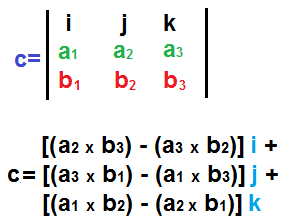 i j k
c= a₁ a₂ a₃
b₁ b₂ b₃
[(a₂ x b₃) - (a₃ x b₂)] i +
c= [(a₃ x b₁) - (a₁ x b₃)] j +
[(a₁ x b₂) - (a₂ x b₁)] k